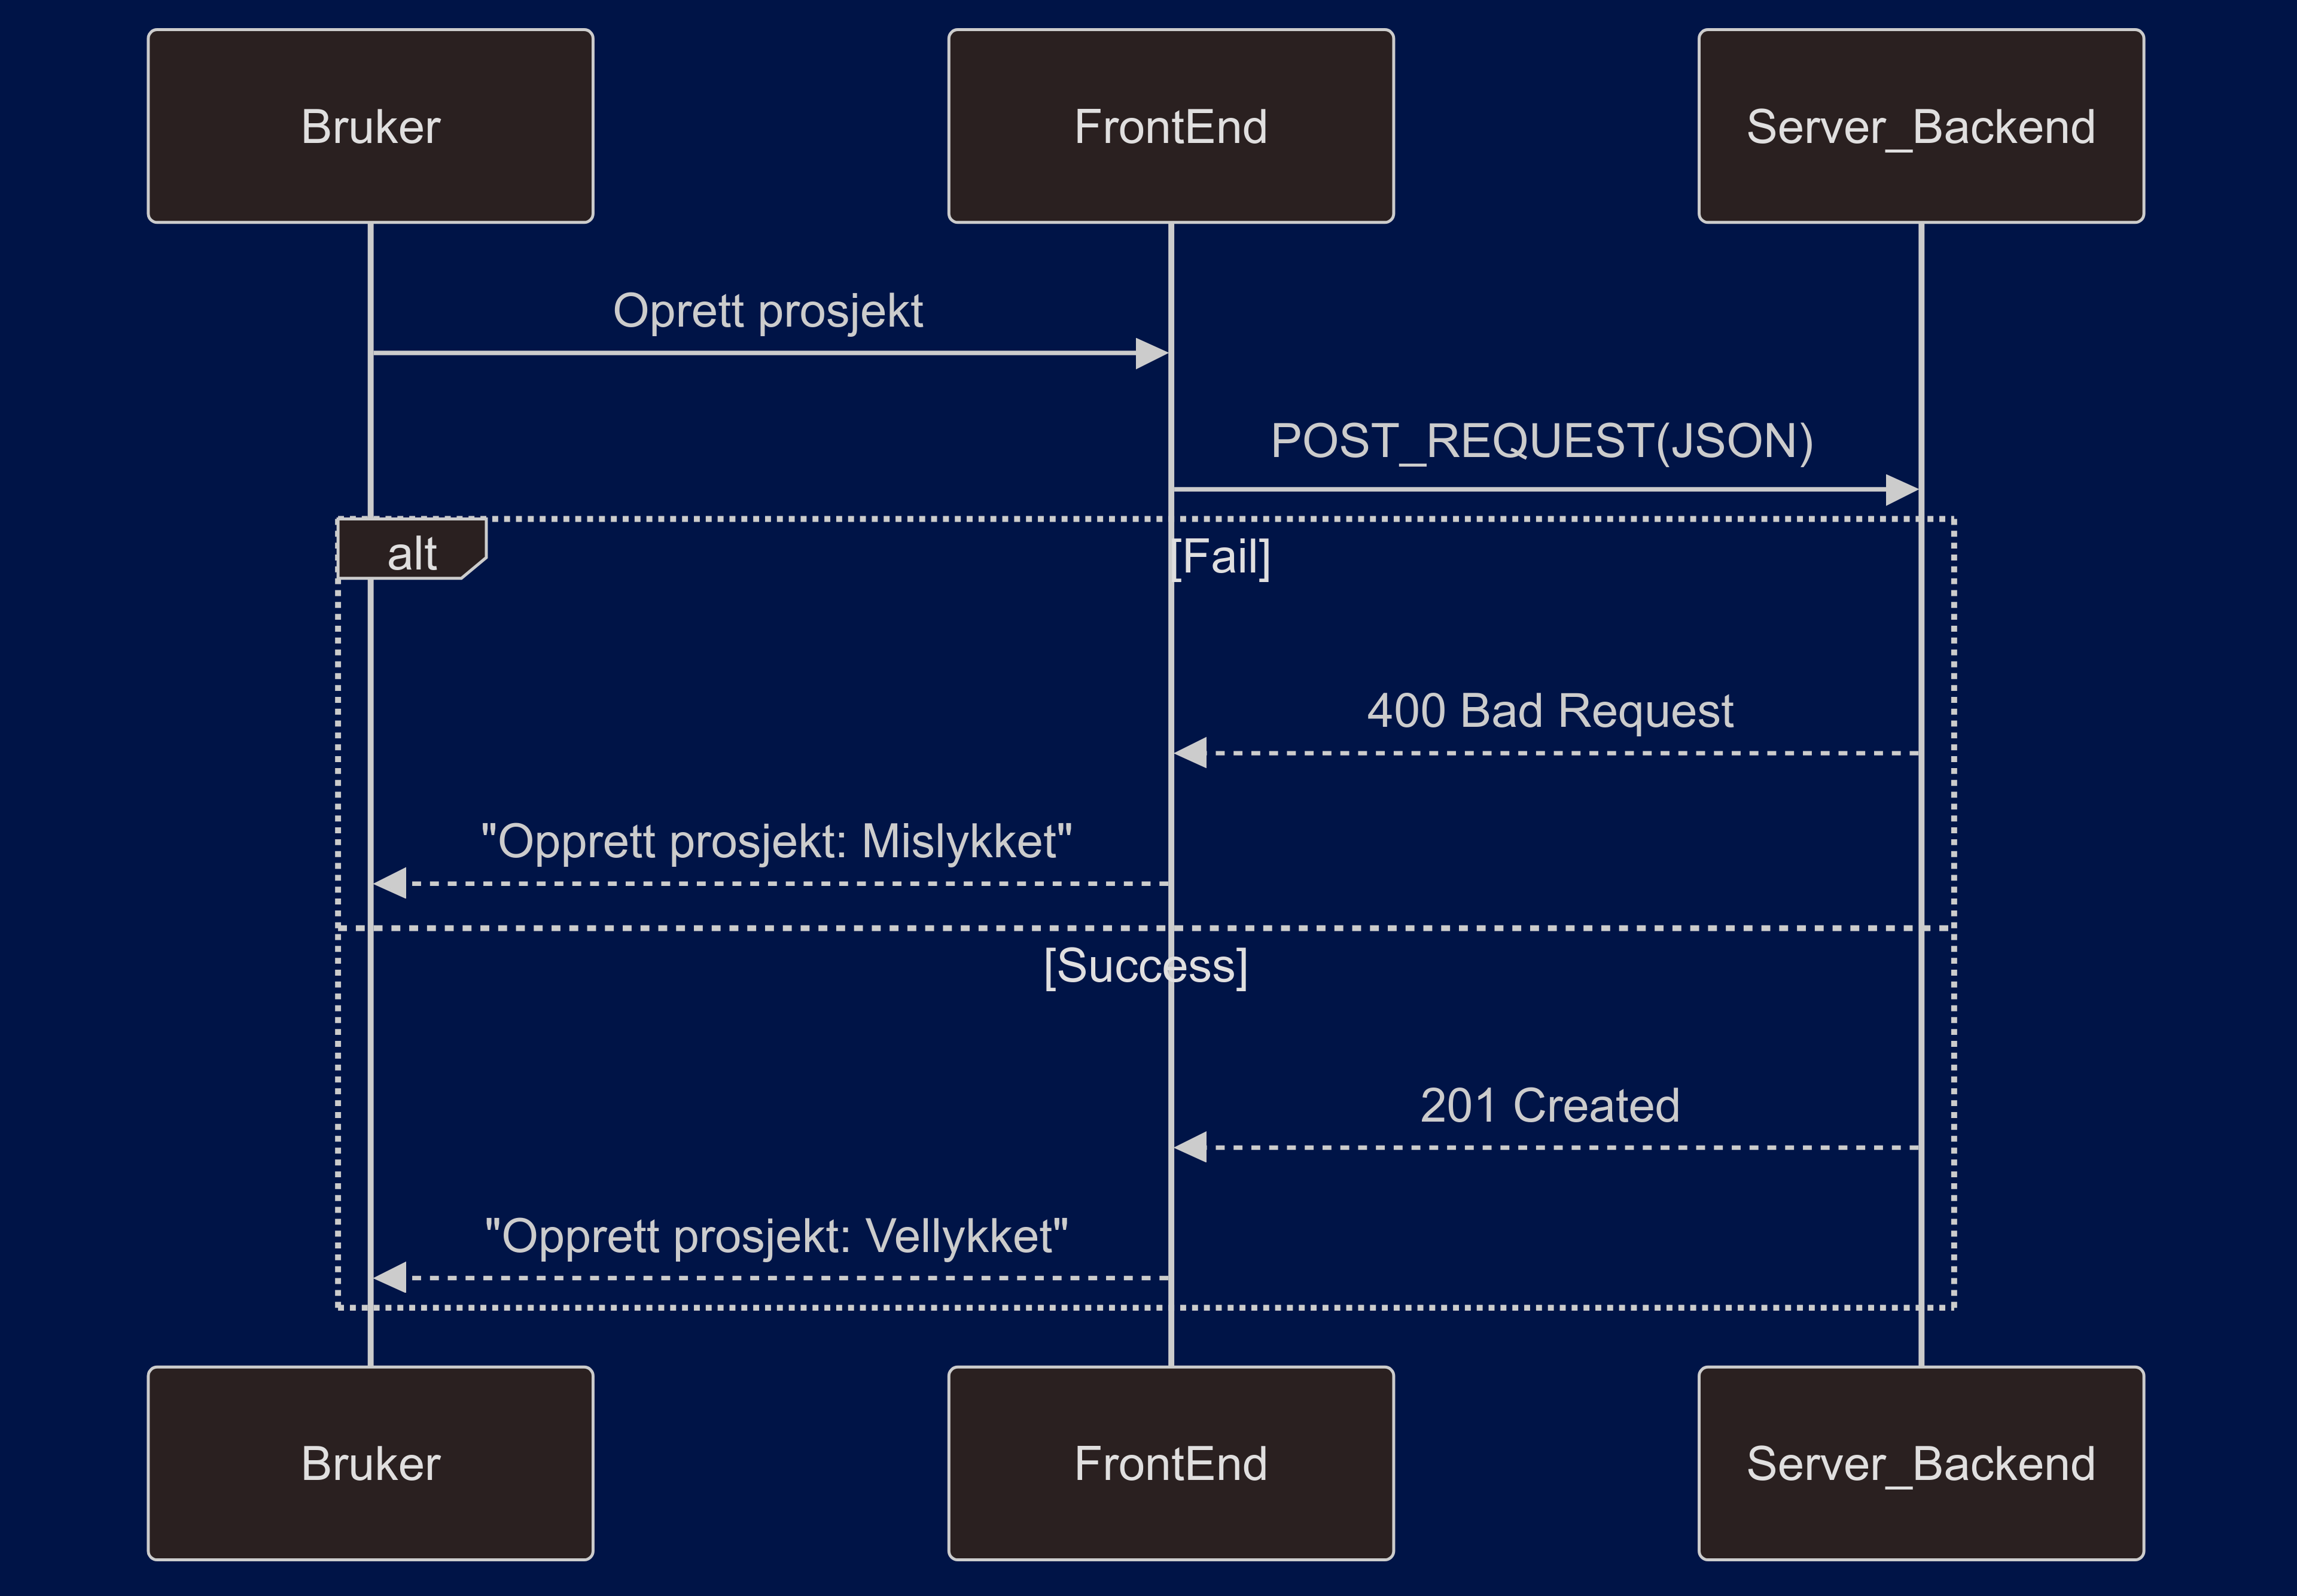 Bruker
FrontEnd
Server_Backend
Oprett prosjekt
POST_REQUEST(JSON)
alt
[Fail]
400 Bad Request
"Opprett prosjekt: Mislykket"
[Success]
201 Created
"Opprett prosjekt: Vellykket"
Bruker
FrontEnd
Server_Backend